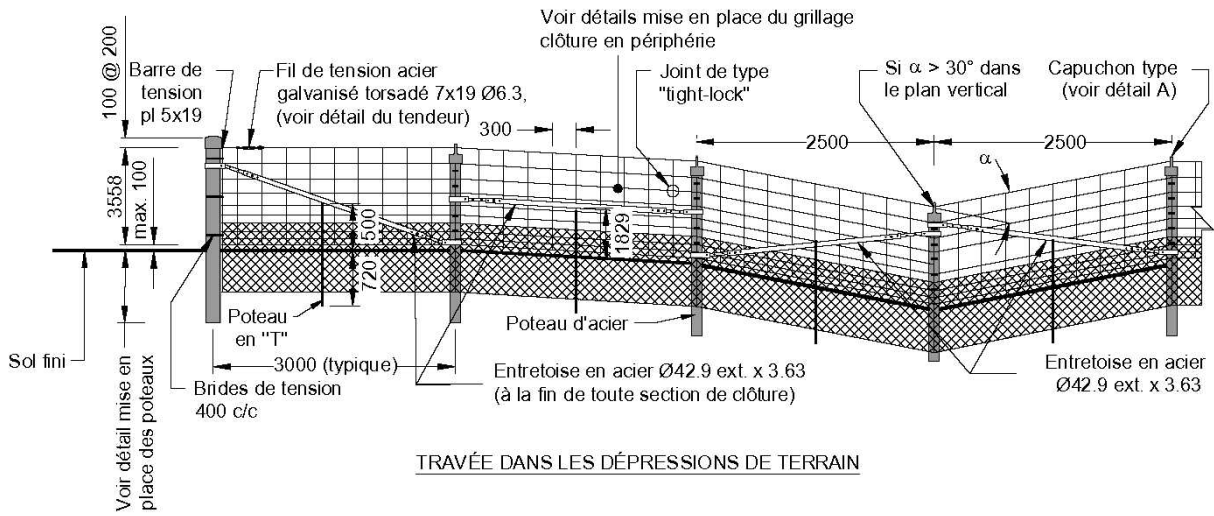 Voir détails mise en place du grillage
clôture en périphérie
100 @ 200
Barre de
tension
pl 5x19
Fil de tension acier
galvanisé torsadé 7x19 Ø6.3,
(voir détail du tendeur)
300
Joint de type
"tight-lock"
Si α > 30° dans
le plan vertical
Capuchon type
(voir détail A)
2500
2500
α
α
3558
max. 100
500
720
1829
Poteau
en "T"
Poteau d'acier
Sol fini
3000 (typique)
Brides de tension
400 c/c
Entretoise en acier Ø42.9 ext. x 3.63
(à la fin de toute section de clôture)
Entretoise en acier
Ø42.9 ext. x 3.63
Voir détail mise en
place des poteaux
TRAVÉE DANS LES DÉPRESSIONS DE TERRAIN